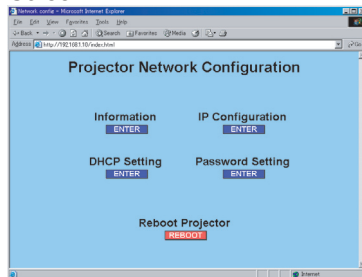 Network config - Microsoft Internet Explorer
File Edit View Favorites Tools Help
Back Search Favorites Media
Address http://192.168.1.10/index.html Go
Projector Network Configuration
Information IP Configuration
ENTER ENTER
DHCP Setting Password Setting
ENTER ENTER
Reboot Projector
REBOOT
Internet